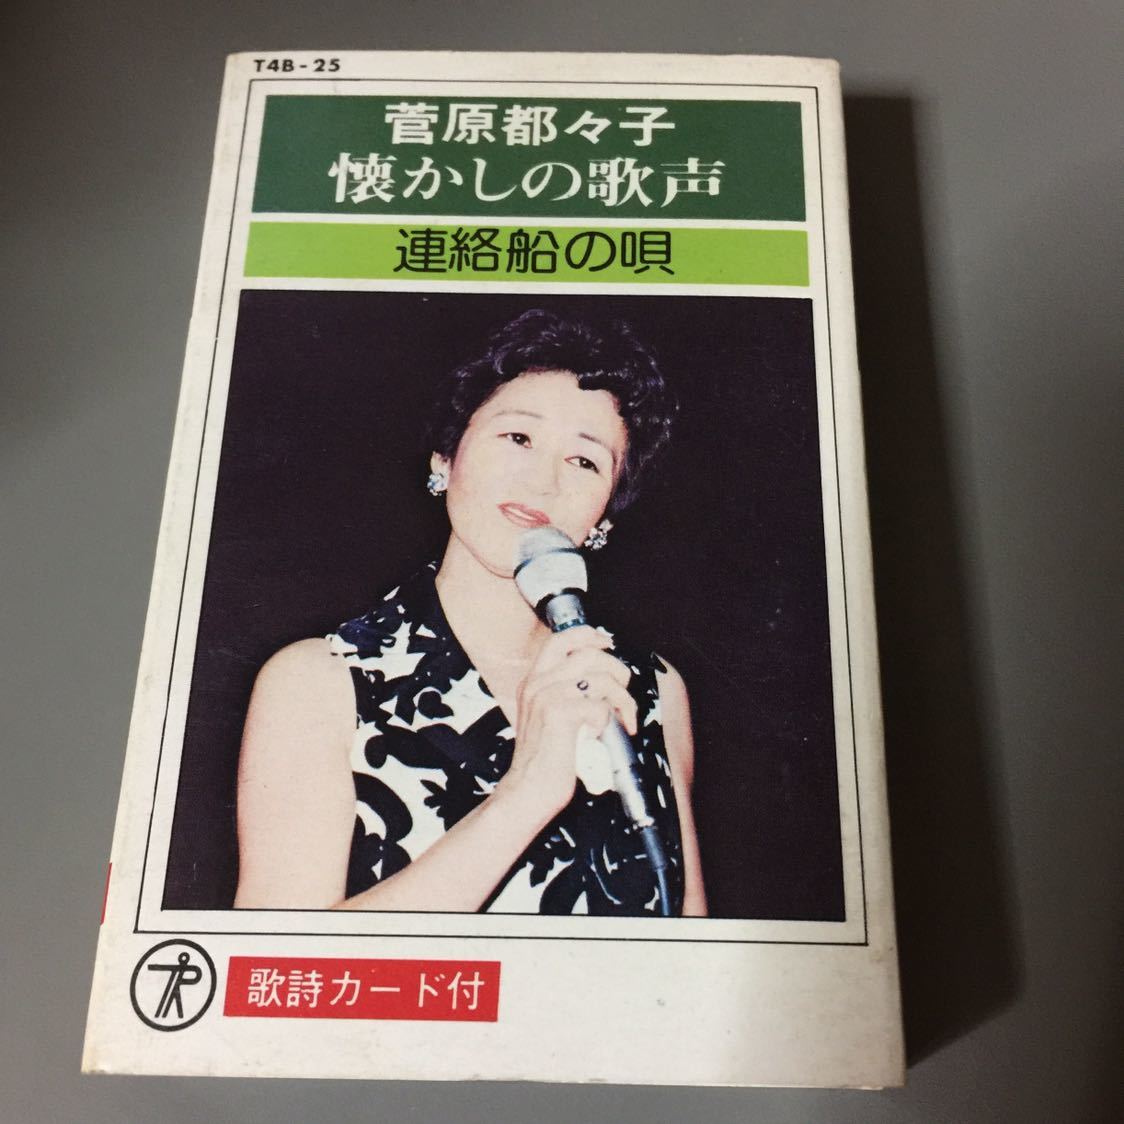 T4B-25
菅原都々子
懐かしの歌声
連絡船の唄
歌詩カード付